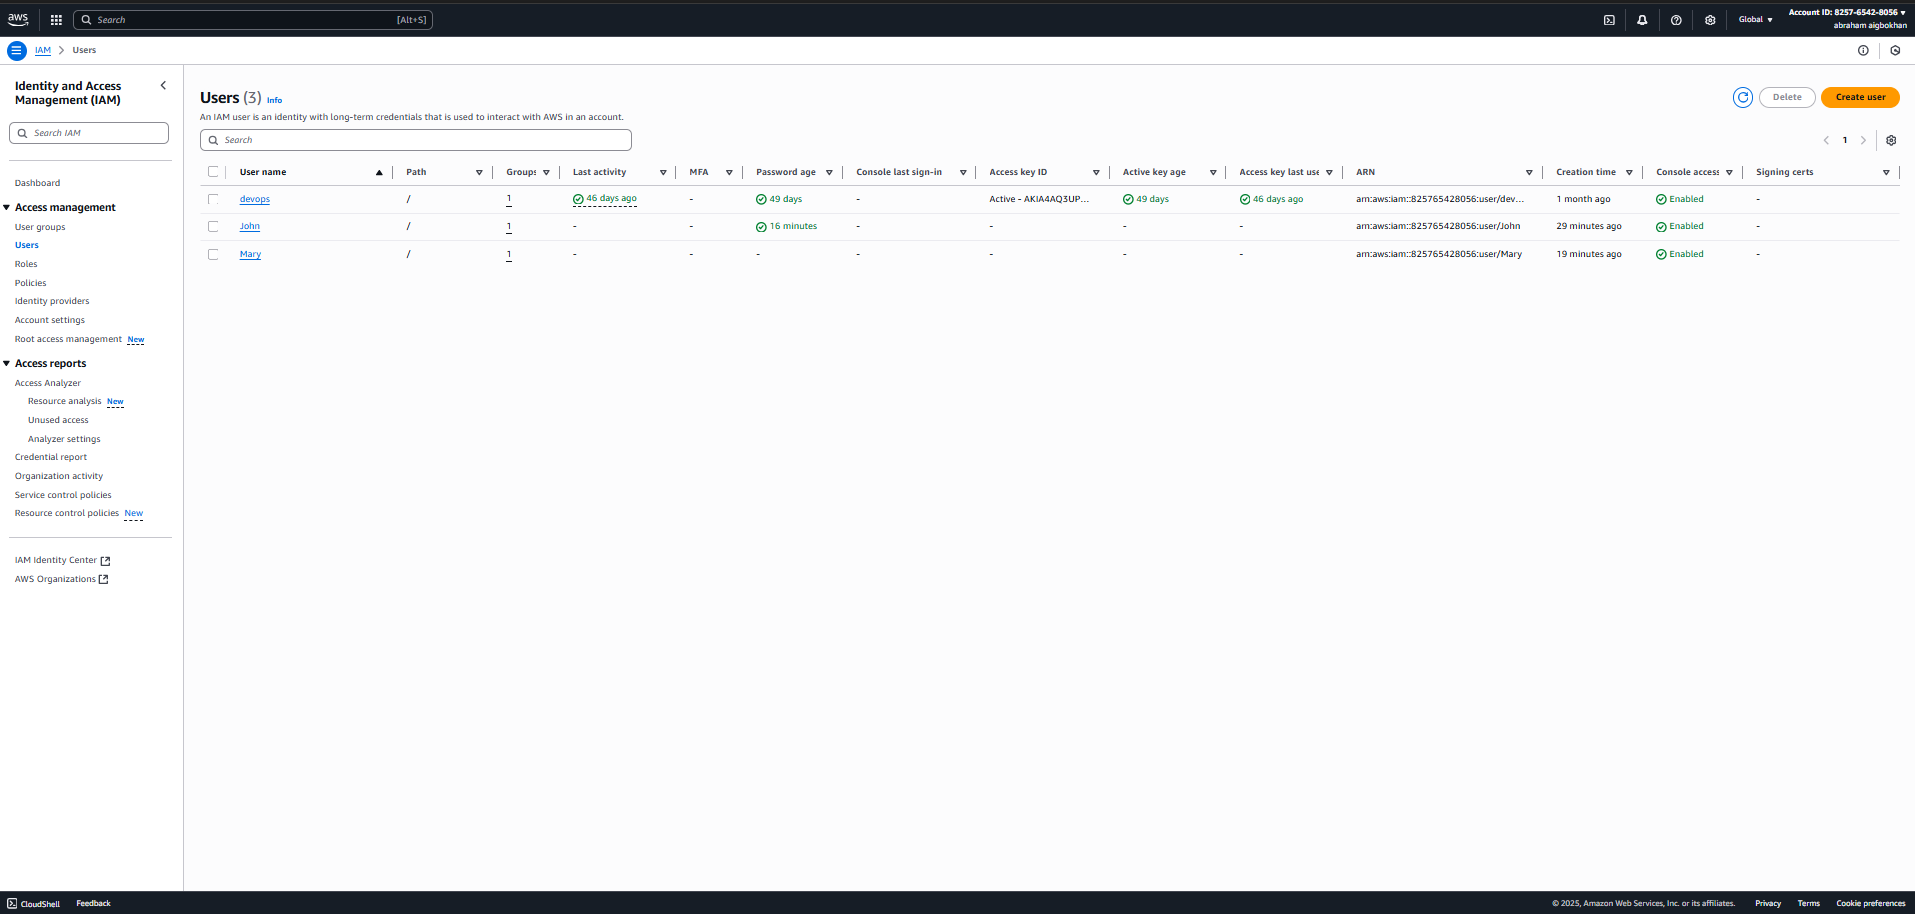 aws Search [Alt+S] Global Account ID: 8257-6542-8056
abraham aigbokhan
IAM Users
Identity and Access Management (IAM)
Search IAM
Dashboard
Access management
User groups
Users
Roles
Policies
Identity providers
Account settings
Root access management New
Access reports
Access Analyzer
Resource analysis New
Unused access
Analyzer settings
Credential report
Organization activity
Service control policies
Resource control policies New
IAM Identity Center
AWS Organizations
Users (3) Info
Delete Create user
An IAM user is an identity with long-term credentials that is used to interact with AWS in an account.
Search
1
User name Path Groups Last activity MFA Password age Console last sign-in Access key ID Active key age Access key last use ARN Creation time Console access Signing certs
devops / 1 46 days ago - 49 days - Active - AKIA4AQ3UP... 49 days 46 days ago arn:aws:iam::825765428056:user/dev... 1 month ago Enabled -
John / 1 - - 16 minutes - - - - arn:aws:iam::825765428056:user/John 29 minutes ago Enabled -
Mary / 1 - - - - - - - arn:aws:iam::825765428056:user/Mary 19 minutes ago Enabled -
CloudShell Feedback © 2025, Amazon Web Services, Inc. or its affiliates. Privacy Terms Cookie preferences